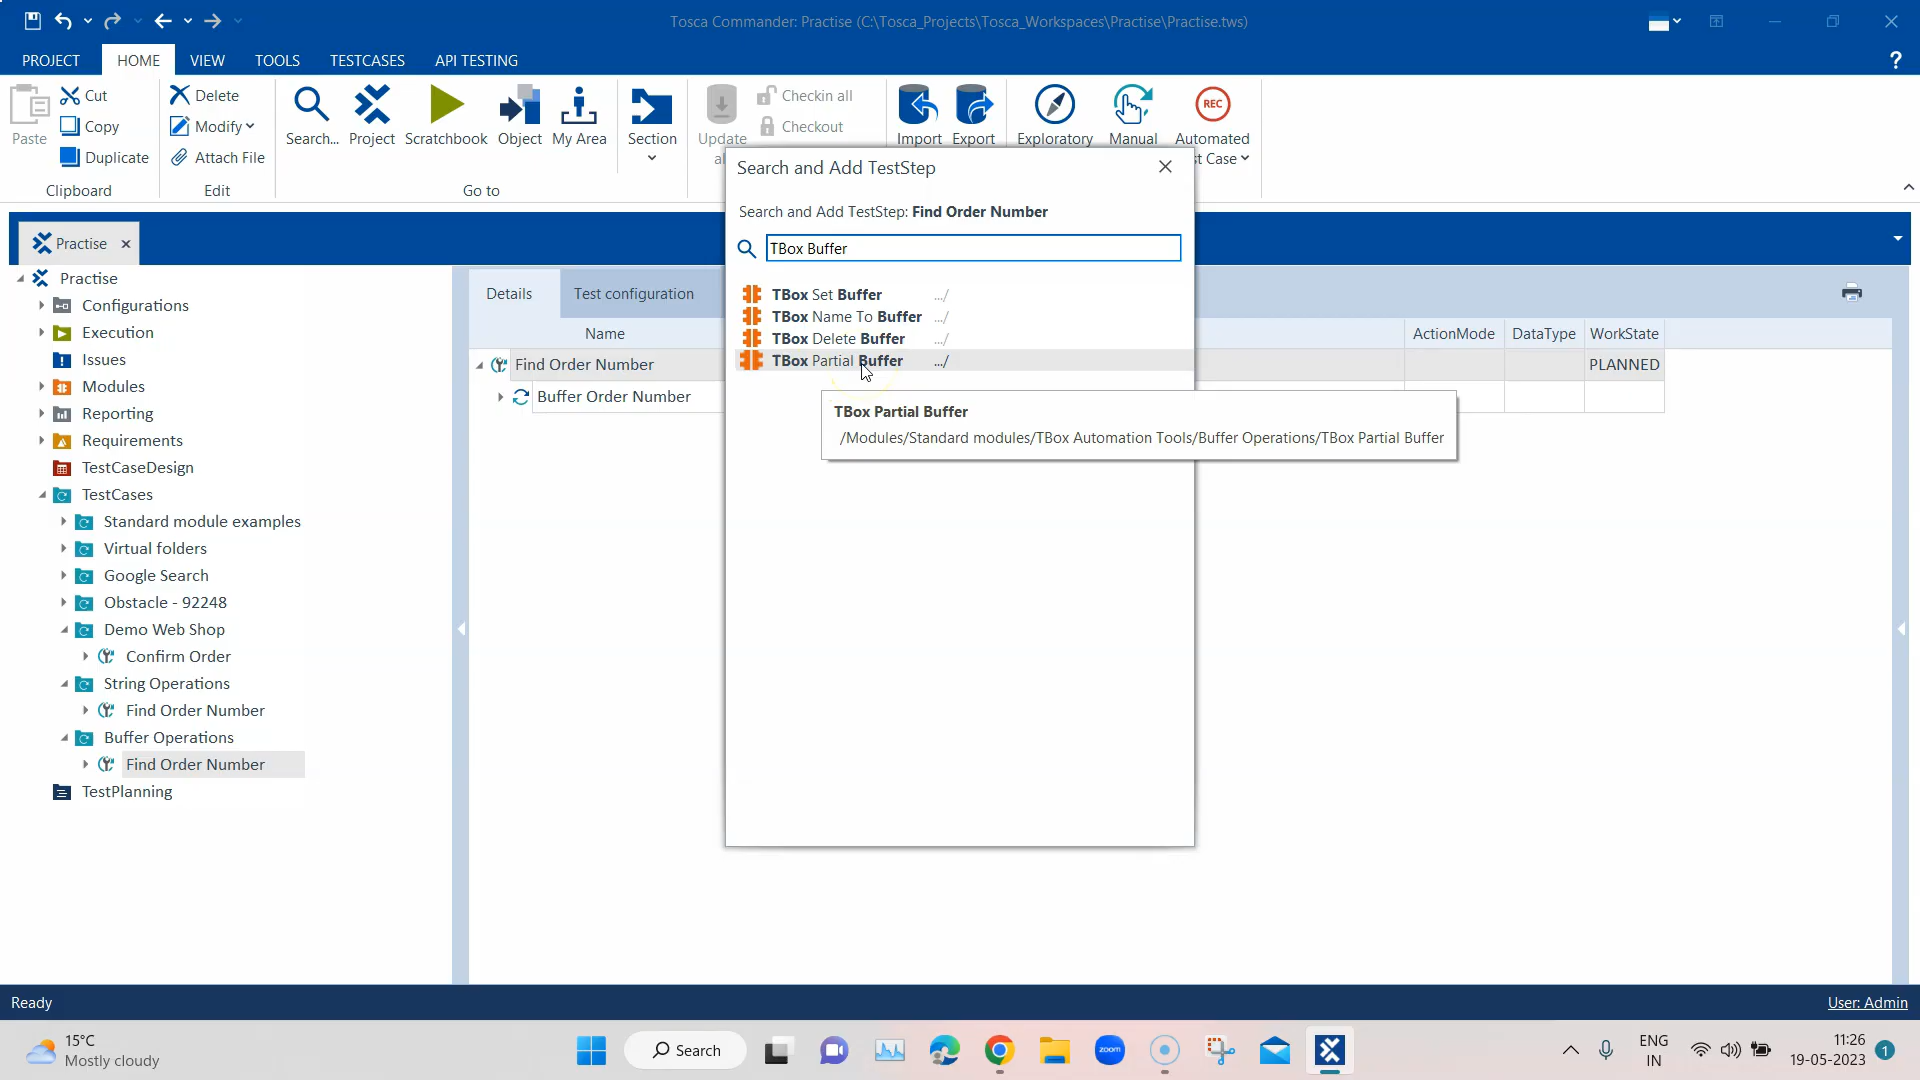 Tosca Commander: Practise (C:\Tosca_Projects\Tosca_Workspaces\Practise\Practise.tws)
PROJECT HOME VIEW TOOLS TESTCASES API TESTING ?
Paste
Cut
Copy
Duplicate
Clipboard
Delete
Modify
Attach File
Edit
Search...
Project
Scratchbook
Object
My Area
Go to
Section
Update
Checkin all
Checkout
Import
Export
Exploratory
Manual
REC
Automated
t Case
Search and Add TestStep
Search and Add TestStep: Find Order Number
TBox Buffer
TBox Set Buffer .../
TBox Name To Buffer .../
TBox Delete Buffer .../
TBox Partial Buffer .../
TBox Partial Buffer
/Modules/Standard modules/TBox Automation Tools/Buffer Operations/TBox Partial Buffer
Practise
Practise
Configurations
Execution
Issues
Modules
Reporting
Requirements
TestCaseDesign
TestCases
Standard module examples
Virtual folders
Google Search
Obstacle - 92248
Demo Web Shop
Confirm Order
String Operations
Find Order Number
Buffer Operations
Find Order Number
TestPlanning
Details Test configuration
Name ActionMode DataType WorkState
Find Order Number PLANNED
Buffer Order Number
Ready User: Admin
15°C
Mostly cloudy
Search
zoom
ENG
IN
11:26
19-05-2023
1